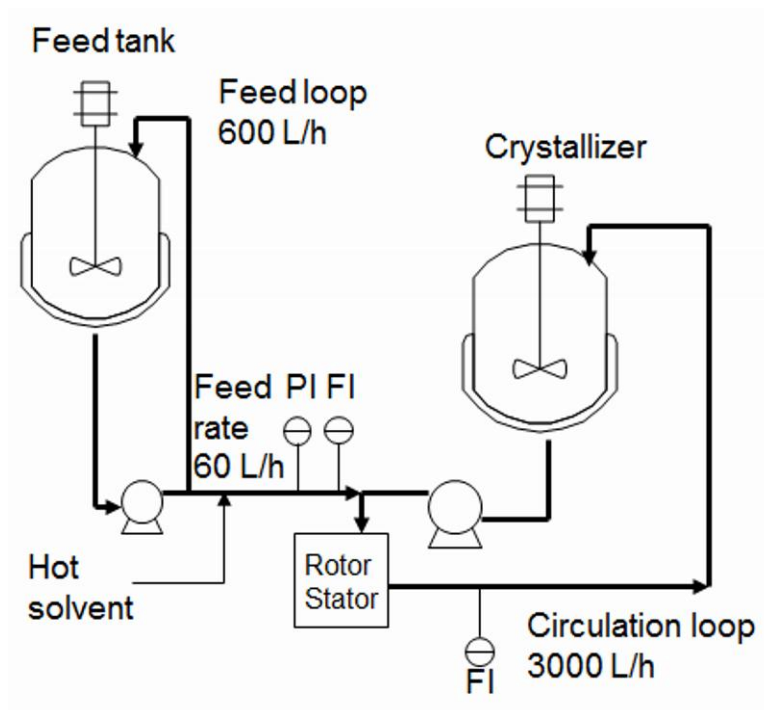 Feed tank
Feed loop
600 L/h
Crystallizer
Feed PI FI
rate
60 L/h
Hot
solvent
Rotor
Stator
Circulation loop
3000 L/h
FI